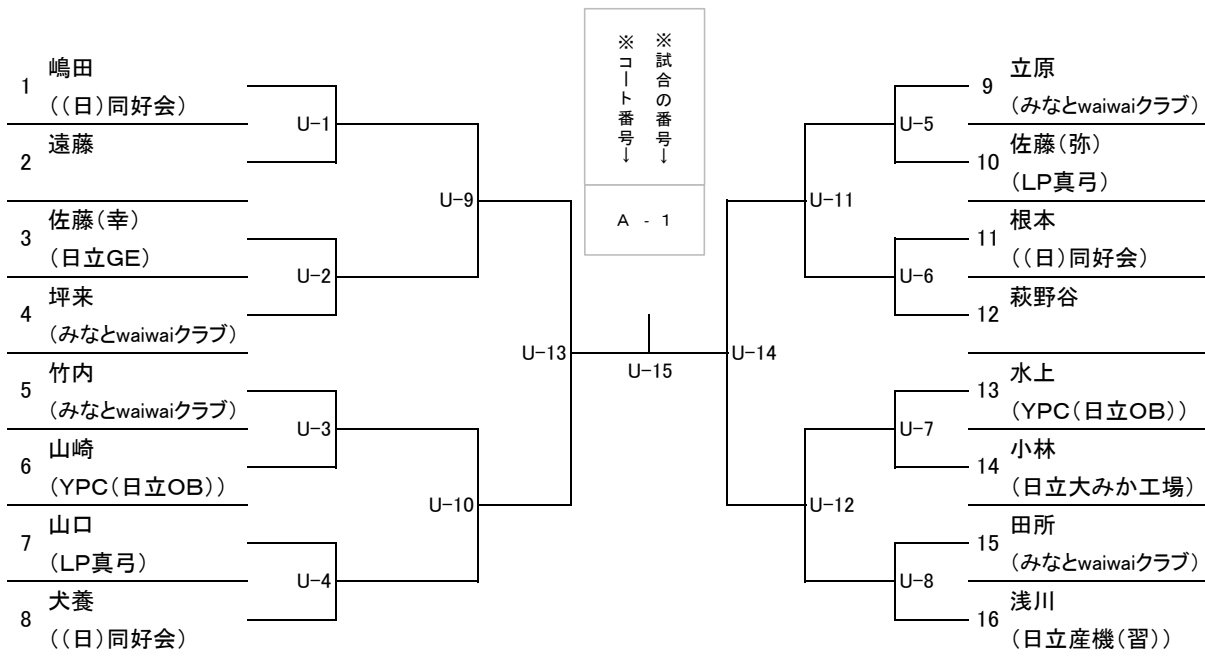 ※試合の番号→
※コート番号→
A - 1
1 嶋田
((日)同好会)
U-1
2 遠藤
U-9
3 佐藤(幸)
(日立GE)
U-2
4 坪来
(みなとwaiwaiクラブ)
U-13
5 竹内
(みなとwaiwaiクラブ)
U-3
6 山崎
(YPC(日立OB))
U-10
7 山口
(LP真弓)
U-4
8 犬養
((日)同好会)
U-15
9 立原
(みなとwaiwaiクラブ)
U-5
10 佐藤(弥)
(LP真弓)
U-11
11 根本
((日)同好会)
U-6
12 萩野谷
U-14
13 水上
(YPC(日立OB))
U-7
14 小林
(日立大みか工場)
U-12
15 田所
(みなとwaiwaiクラブ)
U-8
16 浅川
(日立産機(習))